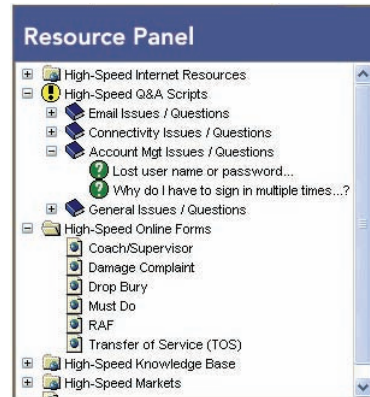 Resource Panel
High-Speed Internet Resources
High-Speed Q&A Scripts
Email Issues / Questions
Connectivity Issues / Questions
Account Mgt Issues / Questions
Lost user name or password...
Why do I have to sign in multiple times...?
General Issues / Questions
High-Speed Online Forms
Coach/Supervisor
Damage Complaint
Drop Bury
Must Do
RAF
Transfer of Service (TOS)
High-Speed Knowledge Base
High-Speed Markets